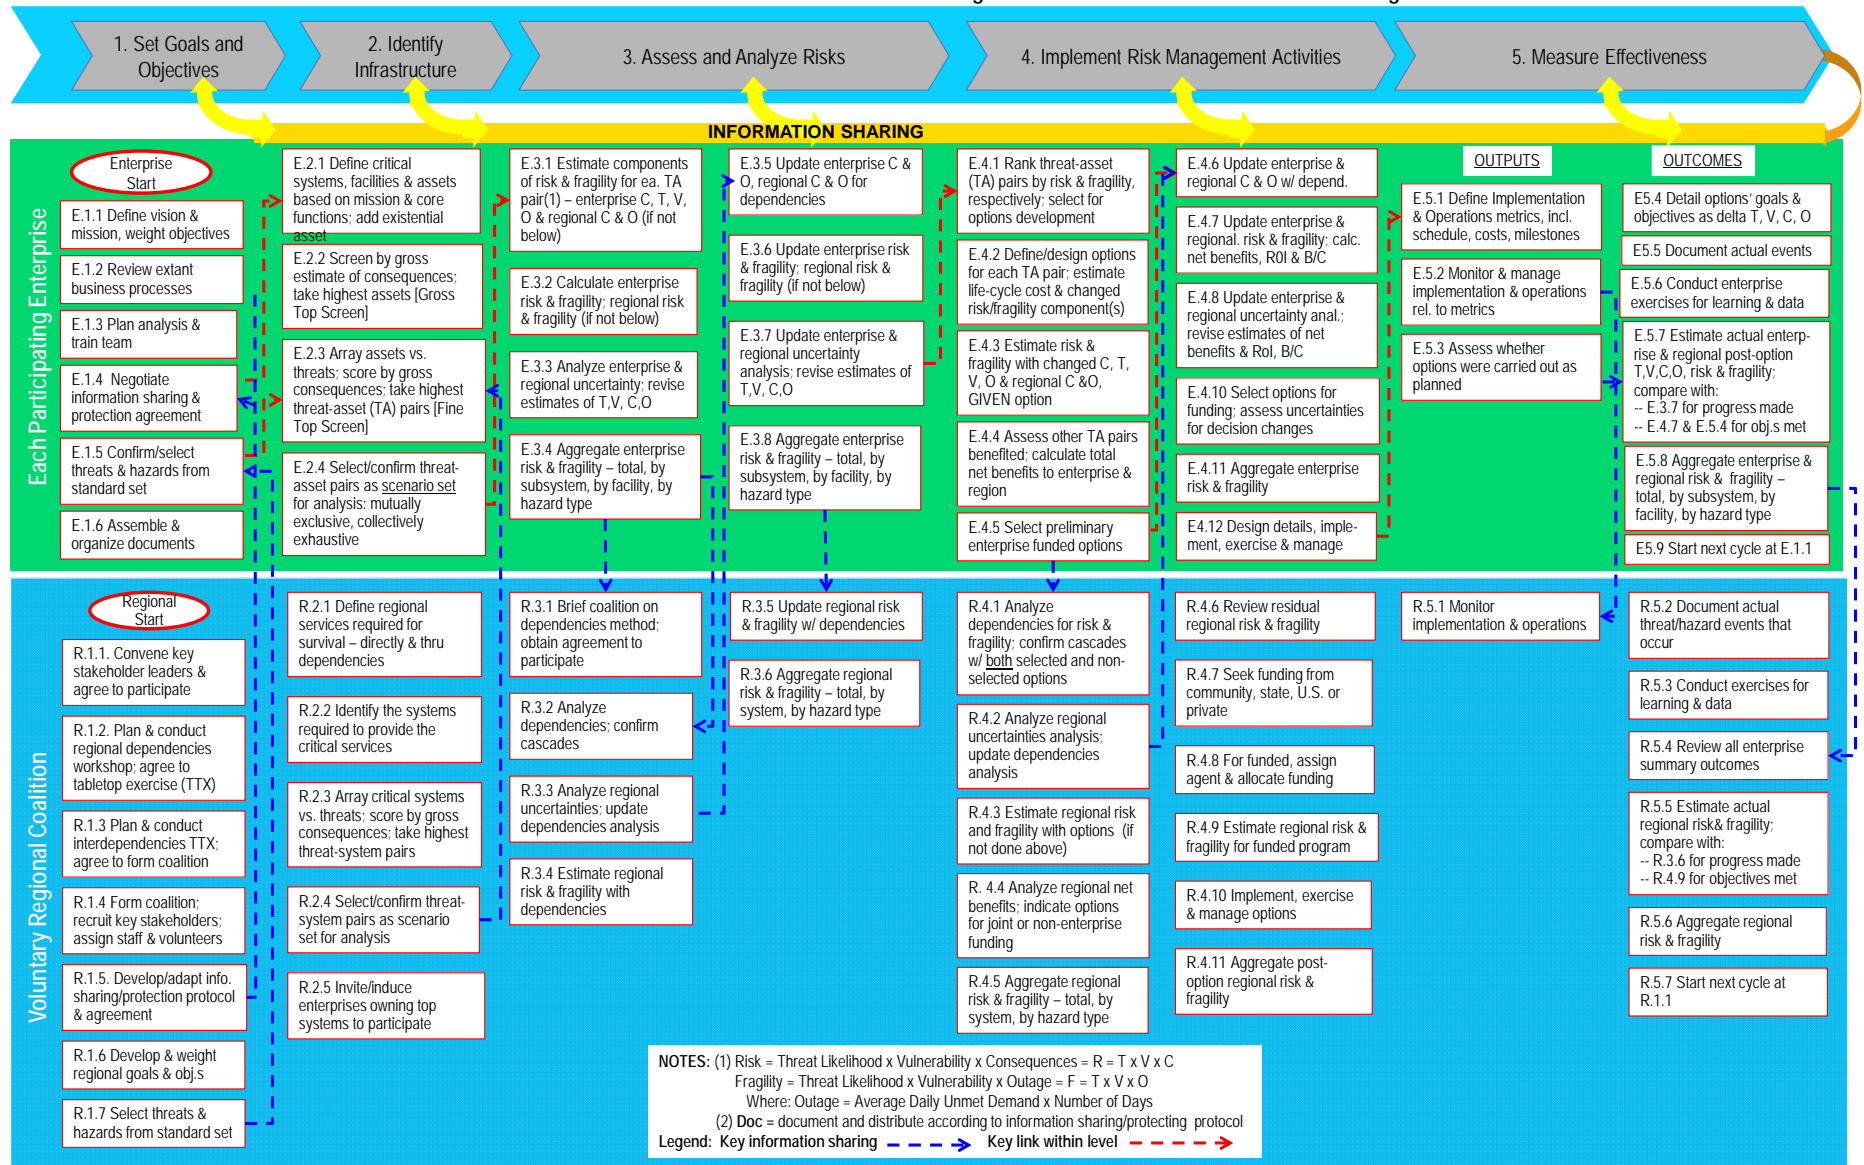 1. Set Goals and
Objectives
2. Identify
Infrastructure
3. Assess and Analyze Risks
4. Implement Risk Management Activities
5. Measure Effectiveness
INFORMATION SHARING
Each Participating Enterprise
Enterprise
Start
E.1.1 Define vision &
mission, weight objectives
E.1.2 Review extant
business processes
E.1.3 Plan analysis &
train team
E.1.4 Negotiate
information sharing &
protection agreement
E.1.5 Confirm/select
threats & hazards from
standard set
E.1.6 Assemble &
organize documents
E.2.1 Define critical
systems, facilities & assets
based on mission & core
functions; add existential
asset
E.2.2 Screen by gross
estimate of consequences;
take highest assets [Gross
Top Screen]
E.2.3 Array assets vs.
threats; score by gross
consequences; take highest
threat-asset (TA) pairs [Fine
Top Screen]
E.2.4 Select/confirm threat-
asset pairs as scenario set
for analysis: mutually
exclusive, collectively
exhaustive
E.3.1 Estimate components
of risk & fragility for ea. TA
pair(1) – enterprise C, T, V,
O & regional C & O (if not
below)
E.3.2 Calculate enterprise
risk & fragility; regional risk
& fragility (if not below)
E.3.3 Analyze enterprise &
regional uncertainty; revise
estimates of T,V, C,O
E.3.4 Aggregate enterprise
risk & fragility – total, by
subsystem, by facility, by
hazard type
E.3.5 Update enterprise C &
O, regional C & O for
dependencies
E.3.6 Update enterprise risk
& fragility; regional risk &
fragility (if not below)
E.3.7 Update enterprise &
regional uncertainty
analysis; revise estimates of
T,V, C,O
E.3.8 Aggregate enterprise
risk & fragility – total, by
subsystem, by facility, by
hazard type
E.4.1 Rank threat-asset
(TA) pairs by risk & fragility,
respectively; select for
options development
E.4.2 Define/design options
for each TA pair; estimate
life-cycle cost & changed
risk/fragility component(s)
E.4.3 Estimate risk &
fragility with changed C, T,
V, O & regional C &O,
GIVEN option
E.4.4 Assess other TA pairs
benefited; calculate total
net benefits to enterprise &
region
E.4.5 Select preliminary
enterprise funded options
E.4.6 Update enterprise &
regional C & O w/ depend.
E.4.7 Update enterprise &
regional. risk & fragility; calc.
net benefits, R0I & B/C
E.4.8 Update enterprise &
regional uncertainty anal.;
revise estimates of net
benefits & RoI, B/C
E.4.10 Select options for
funding; assess uncertainties
for decision changes
E.4.11 Aggregate enterprise
risk & fragility
E4.12 Design details, imple-
ment, exercise & manage
OUTPUTS
E.5.1 Define Implementation
& Operations metrics, incl.
schedule, costs, milestones
E.5.2 Monitor & manage
implementation & operations
rel. to metrics
E.5.3 Assess whether
options were carried out as
planned
OUTCOMES
E5.4 Detail options' goals &
objectives as delta T, V, C, O
E5.5 Document actual events
E.5.6 Conduct enterprise
exercises for learning & data
E.5.7 Estimate actual enterp-
rise & regional post-option
T,V,C,O, risk & fragility;
compare with:
-- E.3.7 for progress made
-- E.4.7 & E.5.4 for obj.s met
E.5.8 Aggregate enterprise &
regional risk & fragility –
total, by subsystem, by
facility, by hazard type
E5.9 Start next cycle at E.1.1
Voluntary Regional Coalition
Regional
Start
R.1.1. Convene key
stakeholder leaders &
agree to participate
R.1.2. Plan & conduct
regional dependencies
workshop; agree to
tabletop exercise (TTX)
R.1.3 Plan & conduct
interdependencies TTX;
agree to form coalition
R.1.4 Form coalition;
recruit key stakeholders;
assign staff & volunteers
R.1.5. Develop/adapt info.
sharing/protection protocol
& agreement
R.1.6 Develop & weight
regional goals & obj.s
R.1.7 Select threats &
hazards from standard set
R.2.1 Define regional
services required for
survival – directly & thru
dependencies
R.2.2 Identify the systems
required to provide the
critical services
R.2.3 Array critical systems
vs. threats; score by gross
consequences; take highest
threat-system pairs
R.2.4 Select/confirm threat-
system pairs as scenario
set for analysis
R.2.5 Invite/induce
enterprises owning top
systems to participate
R.3.1 Brief coalition on
dependencies method;
obtain agreement to
participate
R.3.2 Analyze
dependencies; confirm
cascades
R.3.3 Analyze regional
uncertainties; update
dependencies analysis
R.3.4 Estimate regional
risk & fragility with
dependencies
R.3.5 Update regional risk
& fragility w/ dependencies
R.3.6 Aggregate regional
risk & fragility – total, by
system, by hazard type
R.4.1 Analyze
dependencies for risk &
fragility; confirm cascades
w/ both selected and non-
selected options
R.4.2 Analyze regional
uncertainties analysis;
update dependencies
analysis
R.4.3 Estimate regional risk
and fragility with options (if
not done above)
R. 4.4 Analyze regional net
benefits; indicate options
for joint or non-enterprise
funding
R.4.5 Aggregate regional
risk & fragility – total, by
system, by hazard type
R.4.6 Review residual
regional risk & fragility
R.4.7 Seek funding from
community, state, U.S. or
private
R.4.8 For funded, assign
agent & allocate funding
R.4.9 Estimate regional risk &
fragility for funded program
R.4.10 Implement, exercise
& manage options
R.4.11 Aggregate post-
option regional risk &
fragility
R.5.1 Monitor
implementation & operations
R.5.2 Document actual
threat/hazard events that
occur
R.5.3 Conduct exercises for
learning & data
R.5.4 Review all enterprise
summary outcomes
R.5.5 Estimate actual
regional risk& fragility;
compare with:
-- R.3.6 for progress made
-- R.4.9 for objectives met
R.5.6 Aggregate regional
risk & fragility
R.5.7 Start next cycle at
R.1.1
NOTES: (1) Risk = Threat Likelihood x Vulnerability x Consequences = R = T x V x C
Fragility = Threat Likelihood x Vulnerability x Outage = F = T x V x O
Where: Outage = Average Daily Unmet Demand x Number of Days
(2) Doc = document and distribute according to information sharing/protecting protocol
Legend: Key information sharing Key link within level